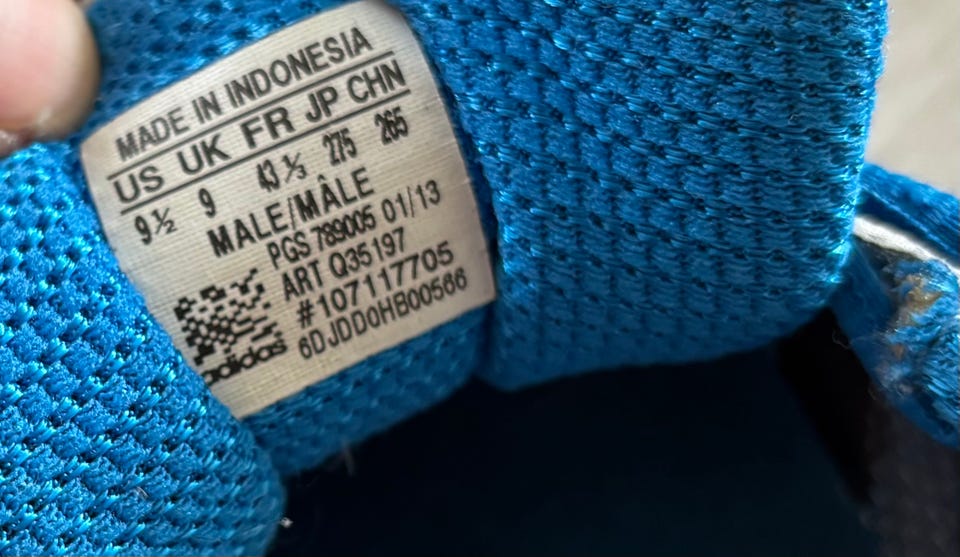 MADE IN INDONESIA
US UK FR JP CHN
9½ 9 43⅓ 275 265
MALE/MÂLE
PGS 789005 01/13
ART Q35197
#107117705
6DJDD0HB00566
adidas